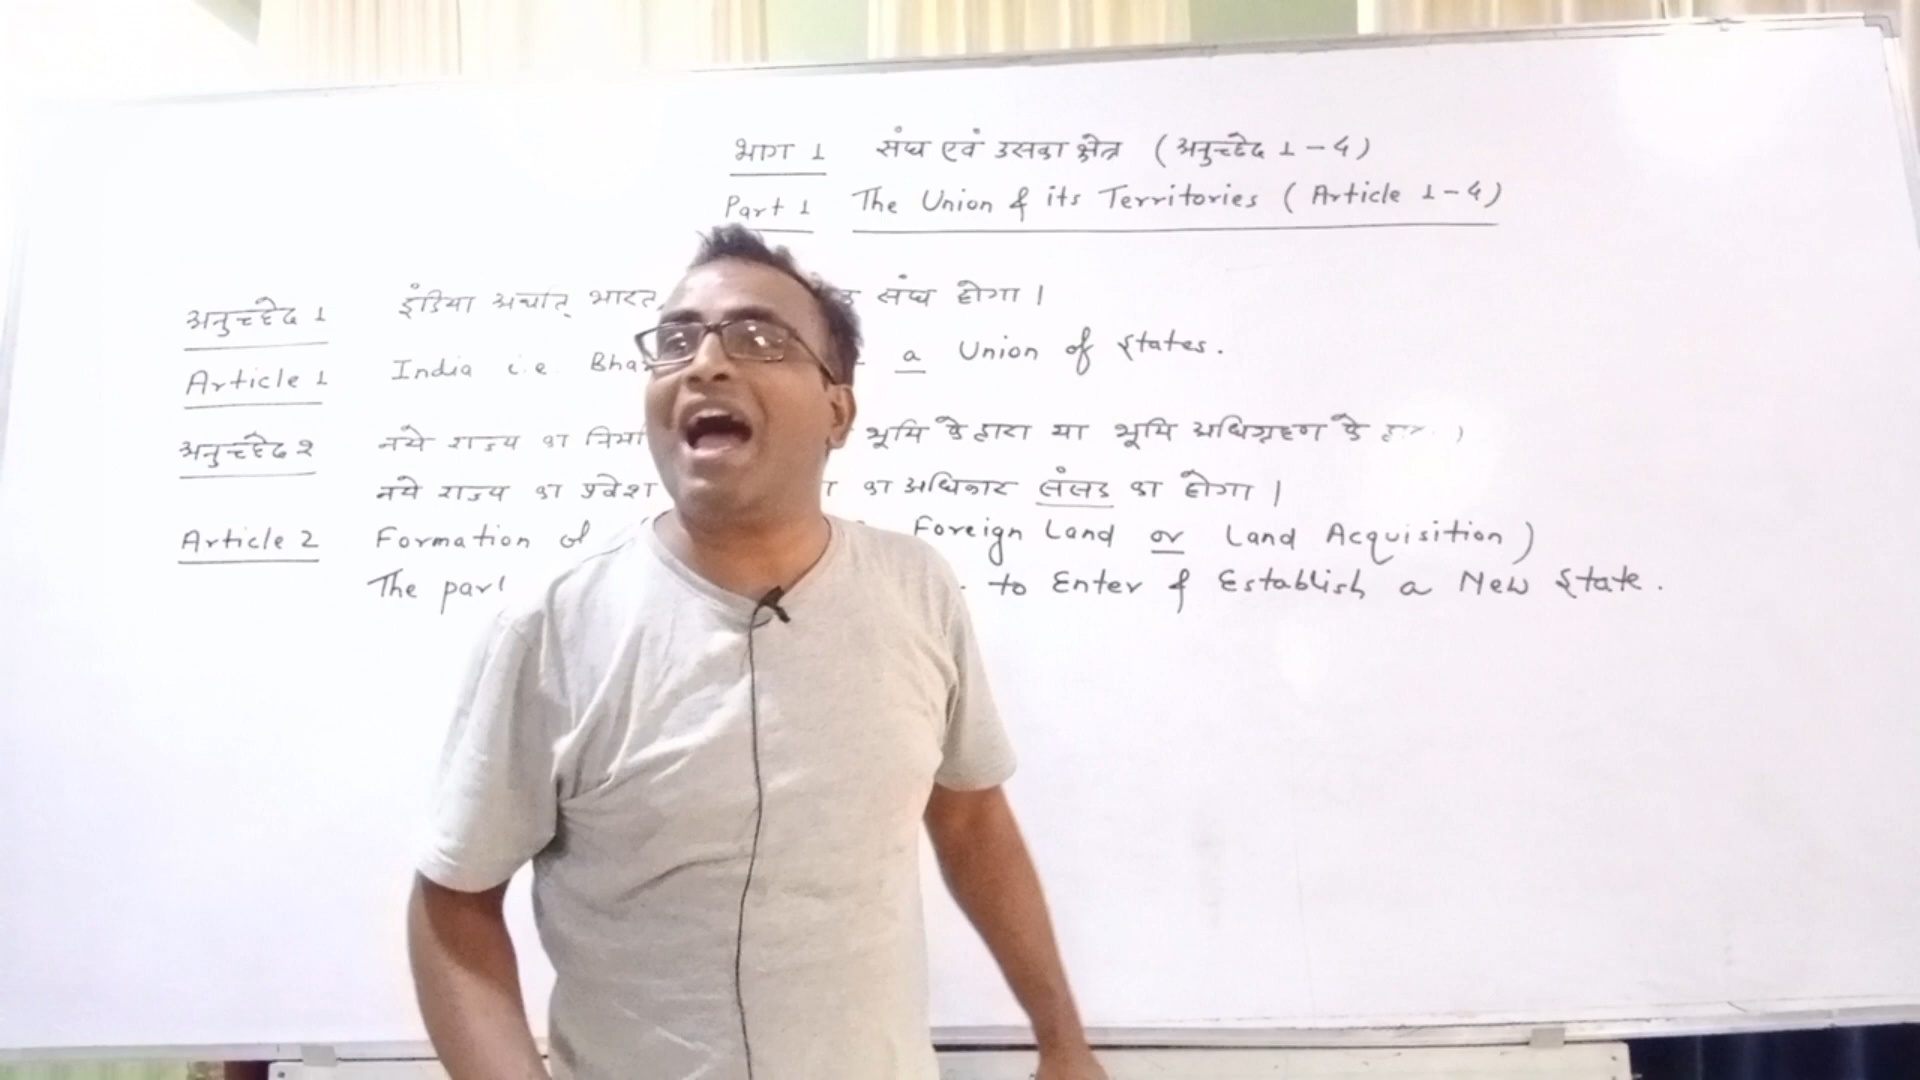 भाग 1 संघ एवं उसका क्षेत्र (अनुच्छेद 1-4)
Part 1 The Union & its Territories (Article 1-4)
अनुच्छेद 1 इंडिया अर्थात् भारत, संघ होगा।
Article 1 India i.e. a Union of States.
अनुच्छेद 2 नये राज्य का भूमि के द्वारा या भूमि अधिग्रहण के
नये राज्य का प्रवेश का अधिकार संसद का होगा।
Article 2 Formation of Foreign Land or Land Acquisition)
The to Enter & Establish a New State.